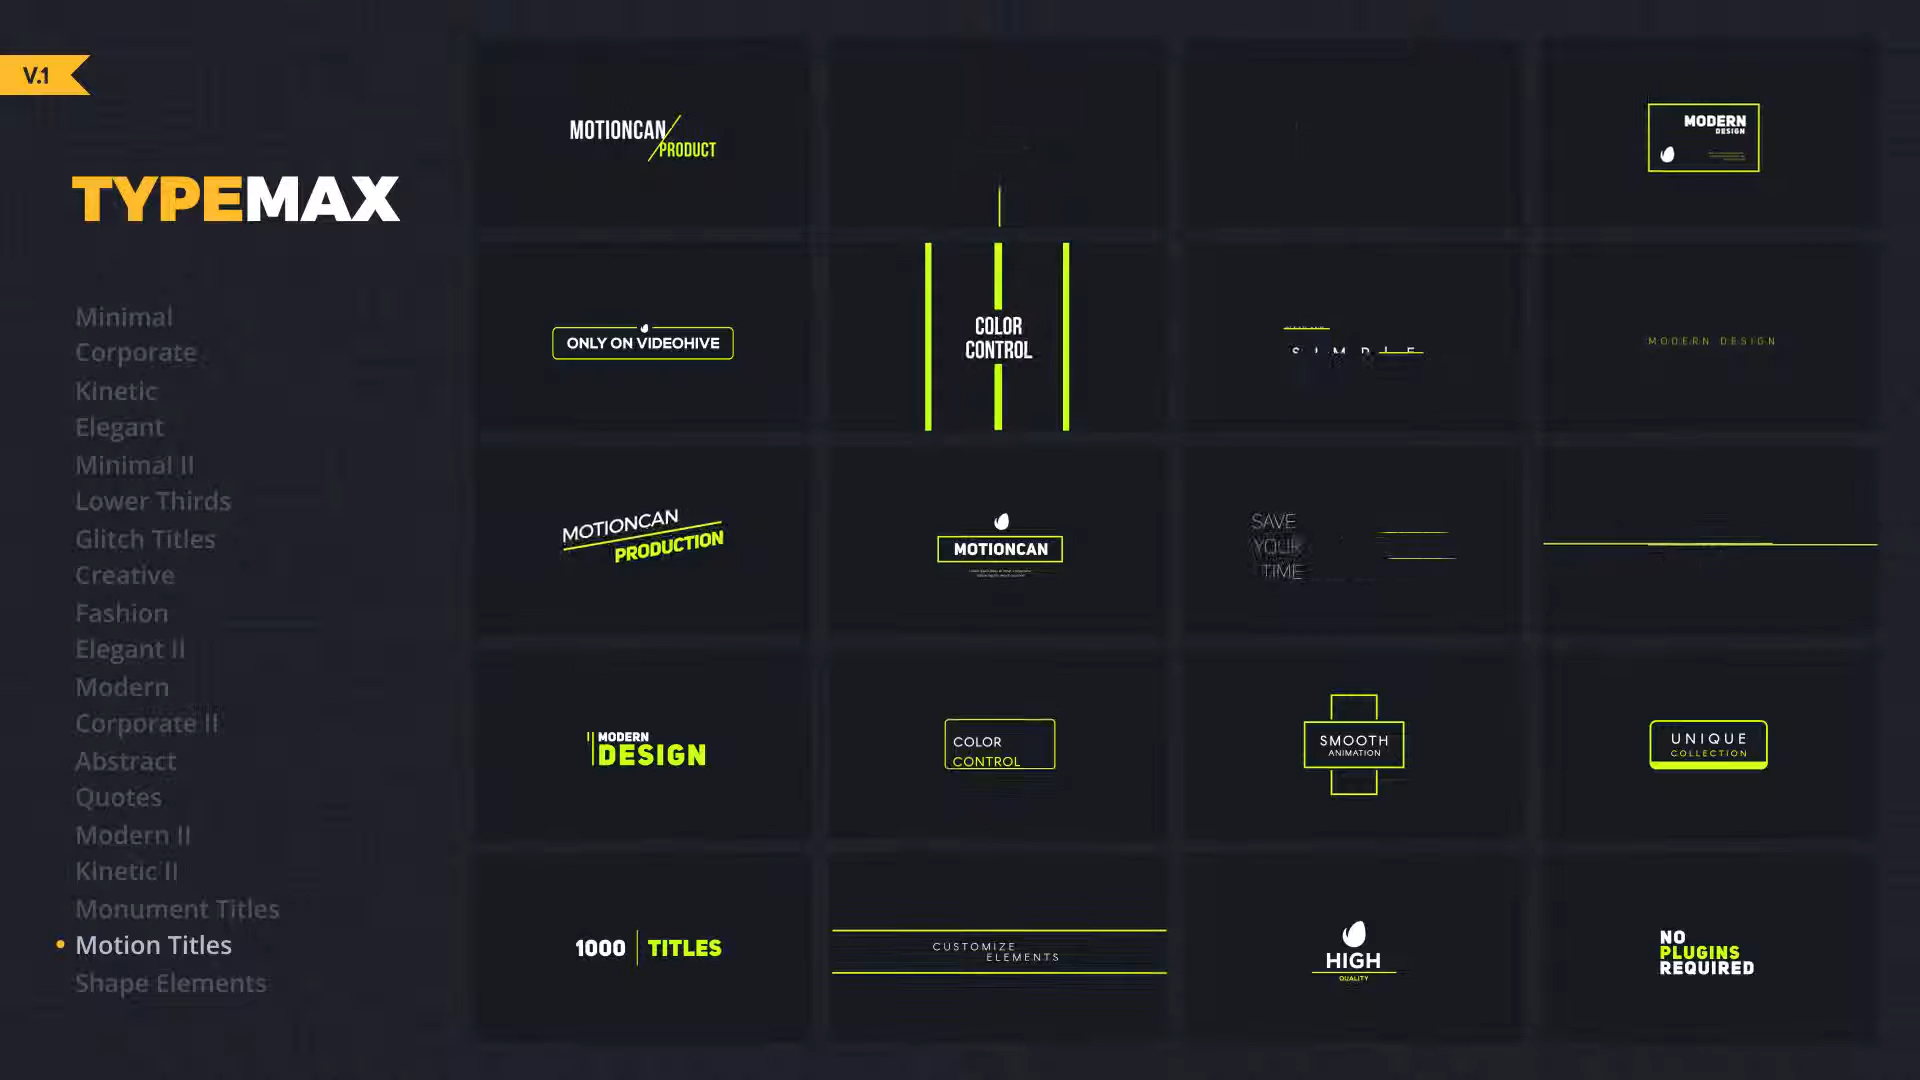 V.1
TYPEMAX
Minimal
Corporate
Kinetic
Elegant
Minimal II
Lower Thirds
Glitch Titles
Creative
Fashion
Elegant II
Modern
Corporate II
Abstract
Quotes
Modern II
Kinetic II
Monument Titles
Motion Titles
Shape Elements
MOTIONCAN
PRODUCT
MODERN
DESIGN
ONLY ON VIDEOHIVE
COLOR
CONTROL
SIMPLE
MODERN DESIGN
MOTIONCAN
PRODUCTION
MOTIONCAN
SAVE
YOUR
TIME
MODERN
DESIGN
COLOR
CONTROL
SMOOTH
ANIMATION
UNIQUE
COLLECTION
1000 TITLES
CUSTOMIZE
ELEMENTS
HIGH
QUALITY
NO
PLUGINS
REQUIRED